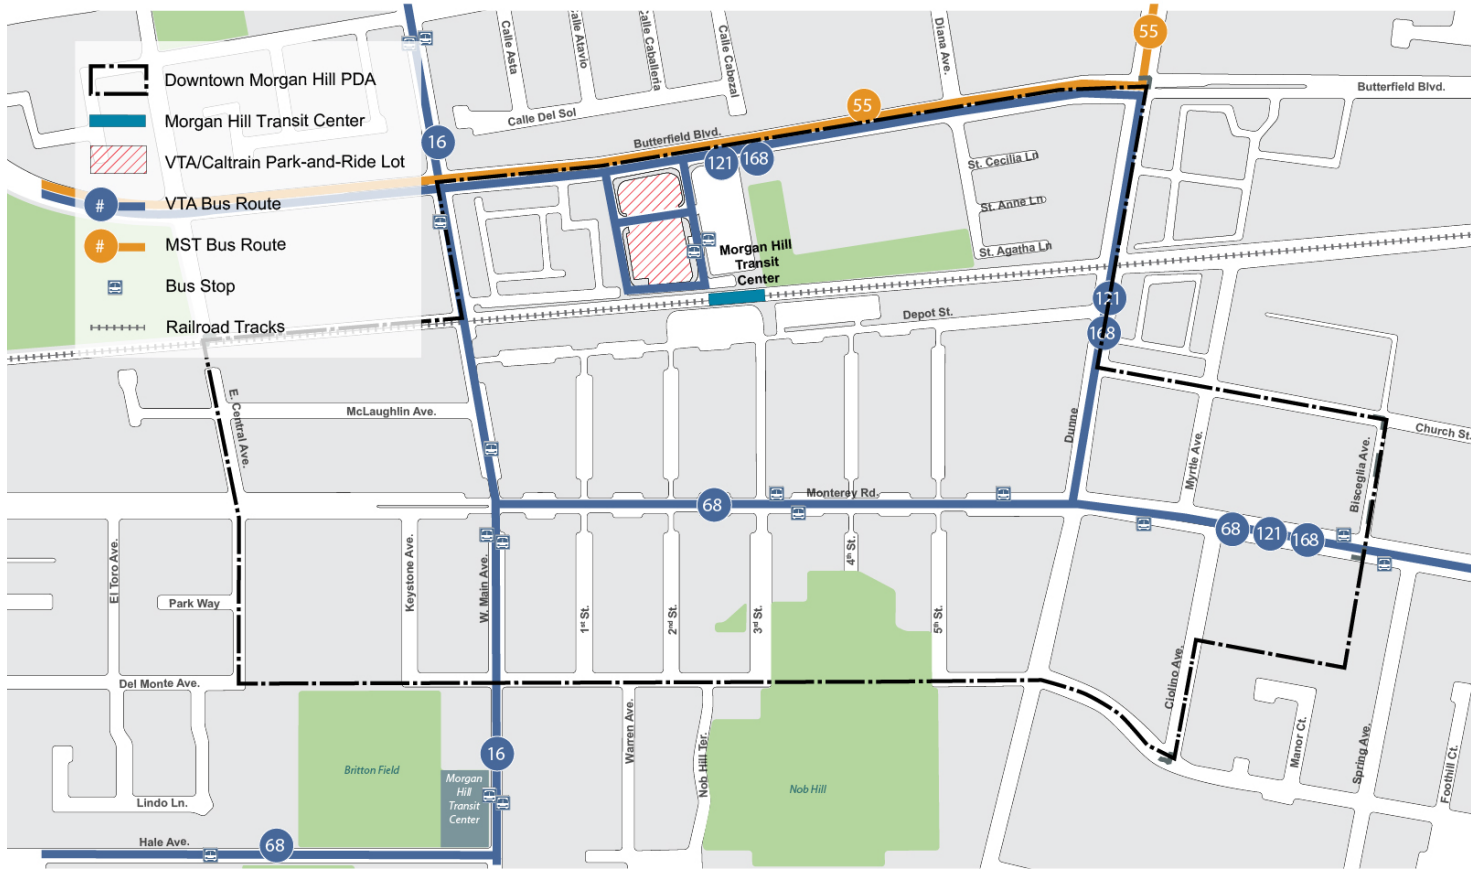 Calle Asta
Calle Atavio
Calle Caballeria
Calle Cabezal
Diana Ave.
55
Downtown Morgan Hill PDA
Morgan Hill Transit Center
VTA/Caltrain Park-and-Ride Lot
# VTA Bus Route
# MST Bus Route
Bus Stop
Railroad Tracks
Calle Del Sol
Butterfield Blvd.
55
Butterfield Blvd.
16
121
168
St. Cecilia Ln
St. Anne Ln
St. Agatha Ln
Morgan Hill
Transit
Center
121
168
Depot St.
E. Central Ave.
McLaughlin Ave.
Dunne
Myrtle Ave.
Bisceglia Ave.
Church St.
68
Monterey Rd.
68
121
168
El Toro Ave.
Park Way
Keystone Ave.
W. Main Ave.
1st St.
2nd St.
3rd St.
4th St.
5th St.
Ciolino Ave.
Del Monte Ave.
Warren Ave.
Nob Hill Ter.
Manor Ct.
Spring Ave.
Foothill Ct.
16
Britton Field
Morgan
Hill
Transit
Center
Nob Hill
Lindo Ln.
Hale Ave.
68